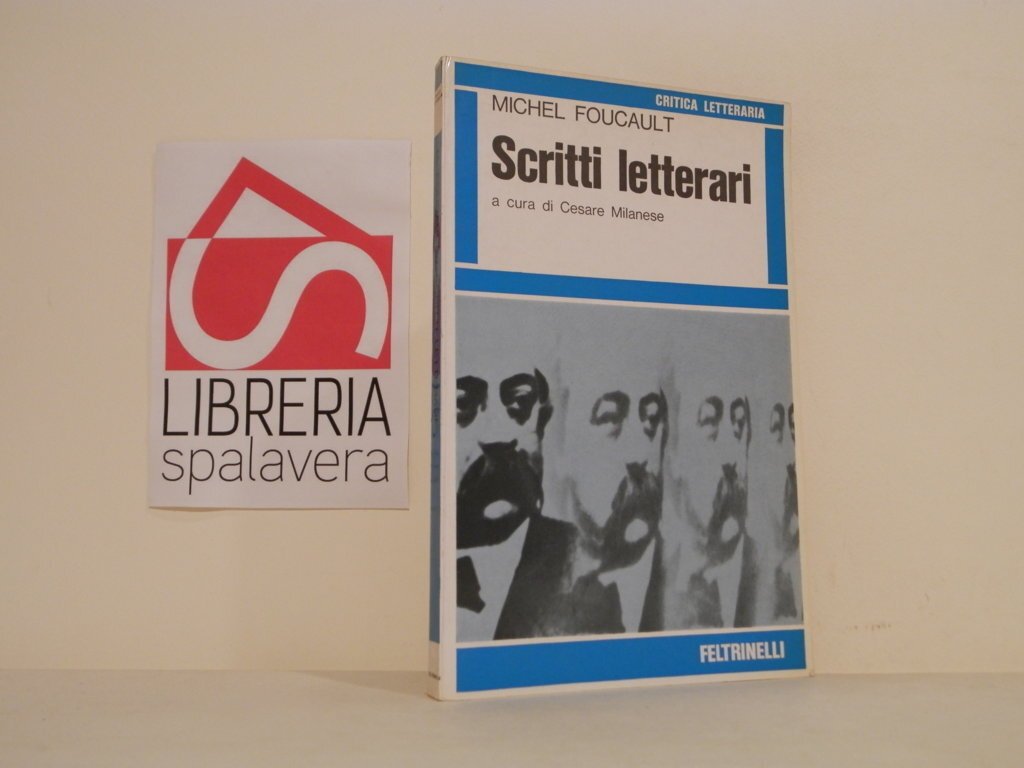 LIBRERIA
spalavera
CRITICA LETTERARIA
MICHEL FOUCAULT
Scritti letterari
a cura di Cesare Milanese
FELTRINELLI